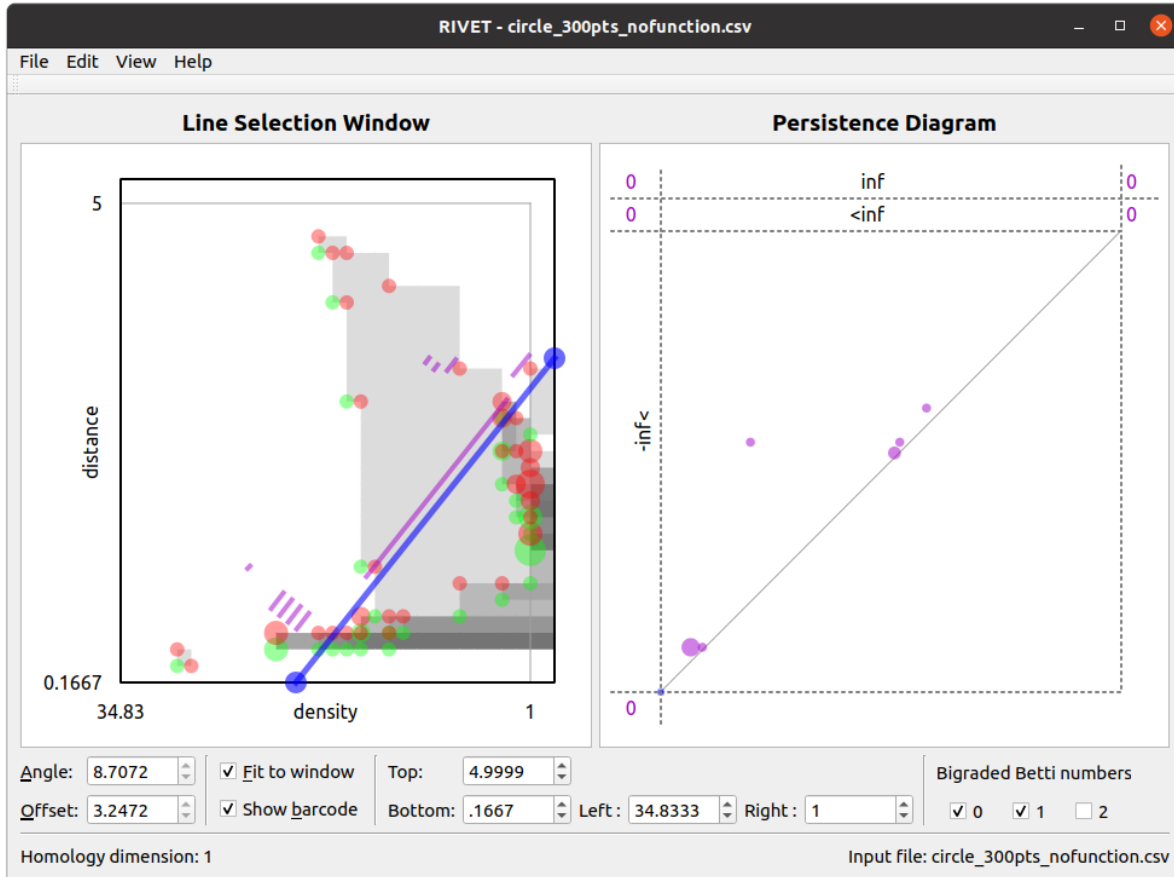 RIVET - circle_300pts_nofunction.csv
File Edit View Help
Line Selection Window
Persistence Diagram
5
distance
0.1667
34.83
density
1
0
inf
0
0
<inf
0
-inf<
0
Angle: 8.7072
Fit to window
Top: 4.9999
Bigraded Betti numbers
Offset: 3.2472
Show barcode
Bottom: .1667
Left : 34.8333
Right : 1
0
1
2
Homology dimension: 1
Input file: circle_300pts_nofunction.csv